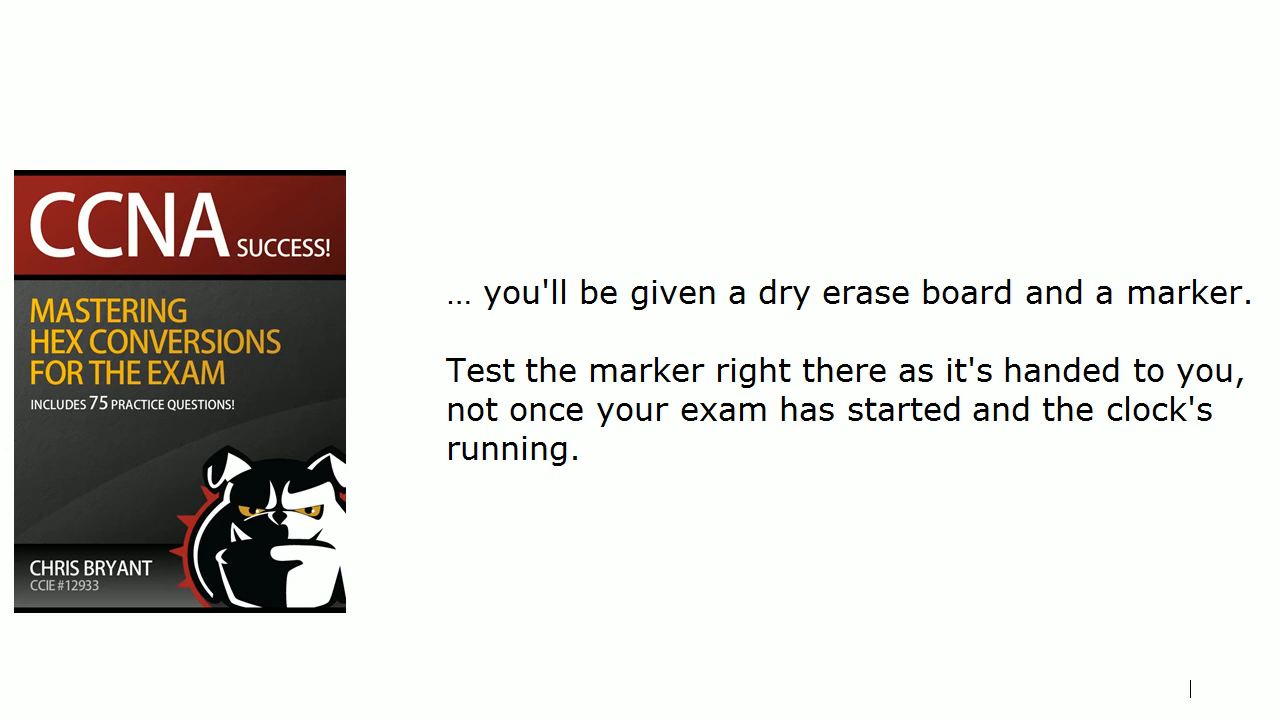 CCNA SUCCESS!
MASTERING
HEX CONVERSIONS
FOR THE EXAM
INCLUDES 75 PRACTICE QUESTIONS!
CHRIS BRYANT
CCIE #12933
... you'll be given a dry erase board and a marker.
Test the marker right there as it's handed to you,
not once your exam has started and the clock's
running.